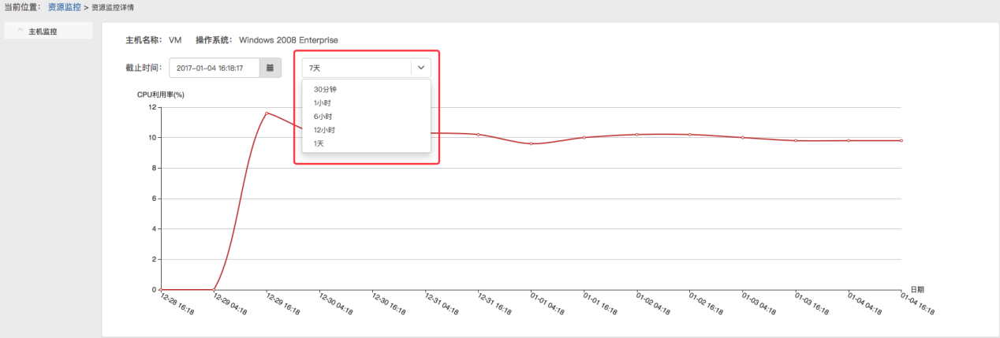 当前位置： 资源监控 > 资源监控详情
主机监控
主机名称： VM 操作系统： Windows 2008 Enterprise
截止时间： 2017-01-04 16:18:17 7天
30分钟
1小时
6小时
12小时
1天
CPU利用率(%)
12
10
8
6
4
2
0
日期
12-28 16:18
12-29 04:18
12-29 16:18
12-30 04:18
12-30 16:18
12-31 04:18
12-31 16:18
01-01 04:18
01-01 16:18
01-02 04:18
01-02 16:18
01-03 04:18
01-03 16:18
01-04 04:18
01-04 16:18